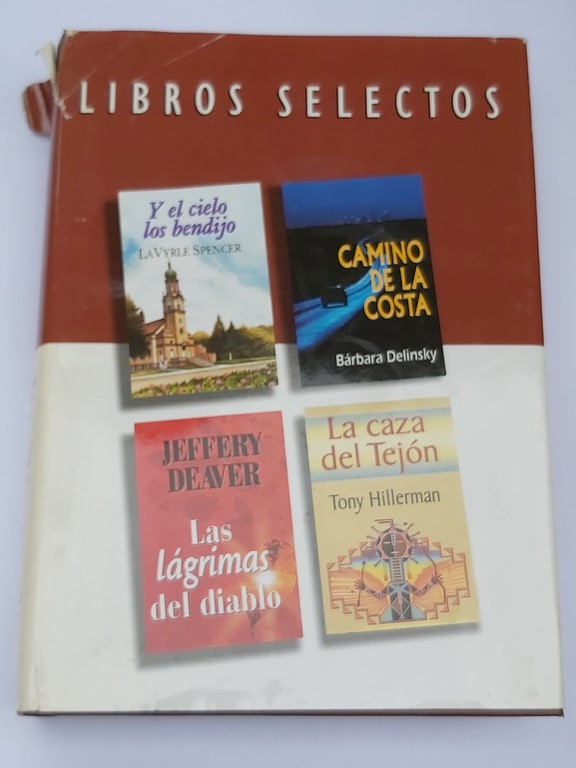 LIBROS SELECTOS
Y el cielo
los bendijo
LAVYRLE SPENCER
CAMINO
DE LA
COSTA
Bárbara Delinsky
JEFFERY
DEAVER
Las
lágrimas
del diablo
La caza
del Tejón
Tony Hillerman